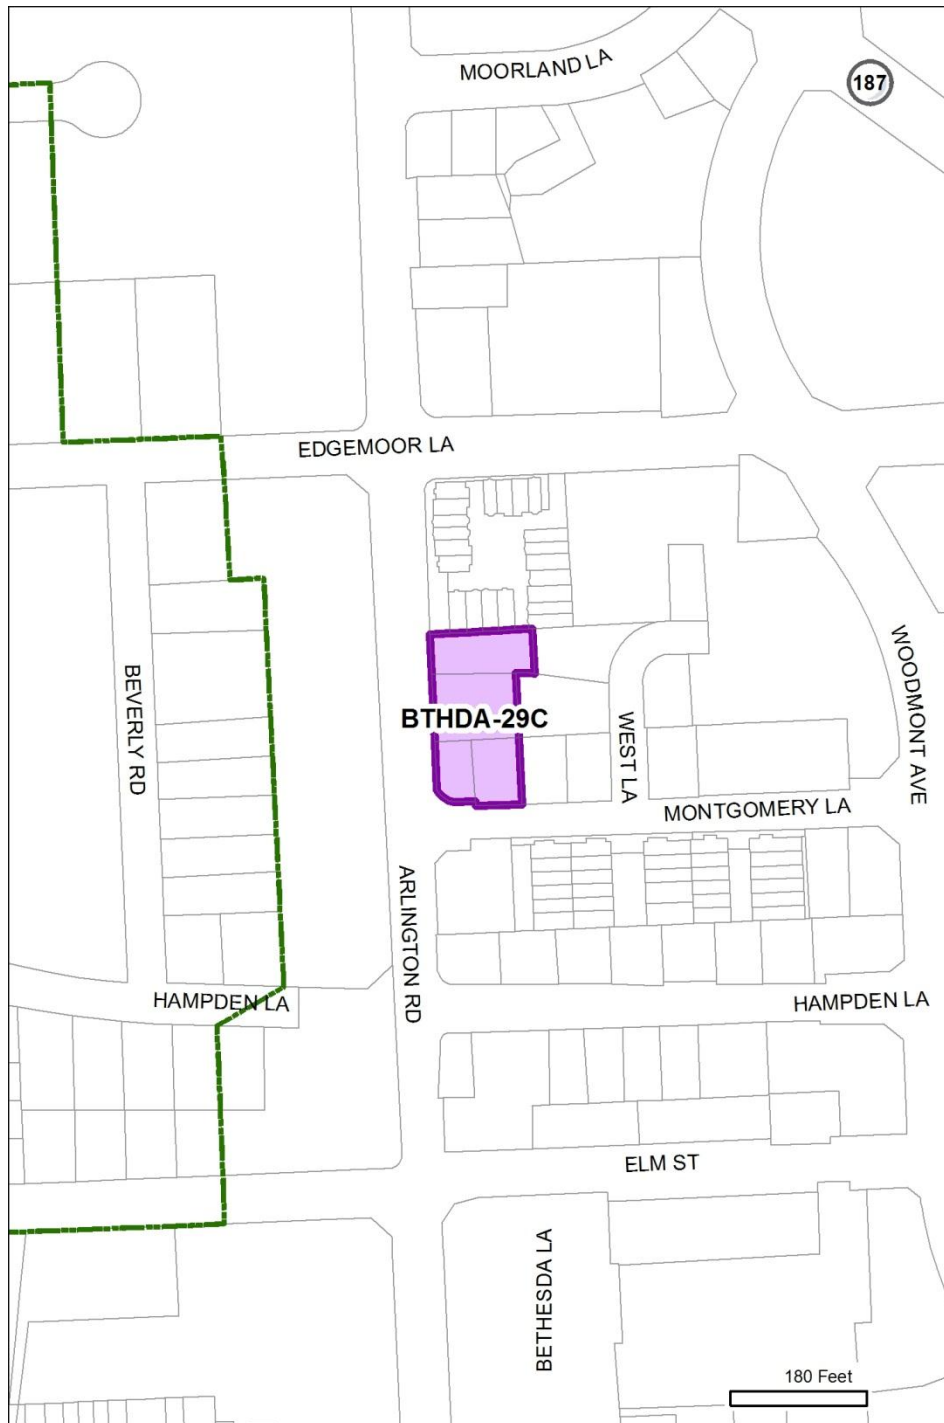 MOORLAND LA
187
EDGEMOOR LA
BEVERLY RD
BTHDA-29C
WEST LA
WOODMONT AVE
MONTGOMERY LA
ARLINGTON RD
HAMPDEN LA
HAMPDEN LA
ELM ST
BETHESDA LA
180 Feet